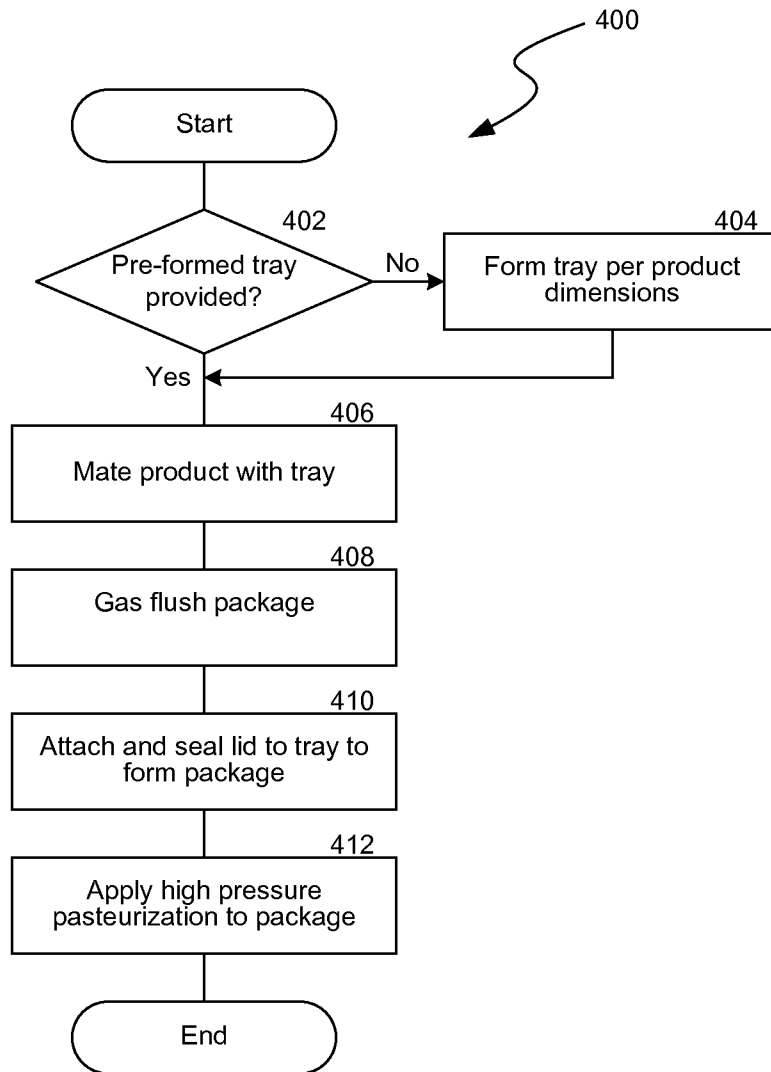 400
Start
402
Pre-formed tray
provided?
No
404
Form tray per product
dimensions
Yes
406
Mate product with tray
408
Gas flush package
410
Attach and seal lid to tray to
form package
412
Apply high pressure
pasteurization to package
End